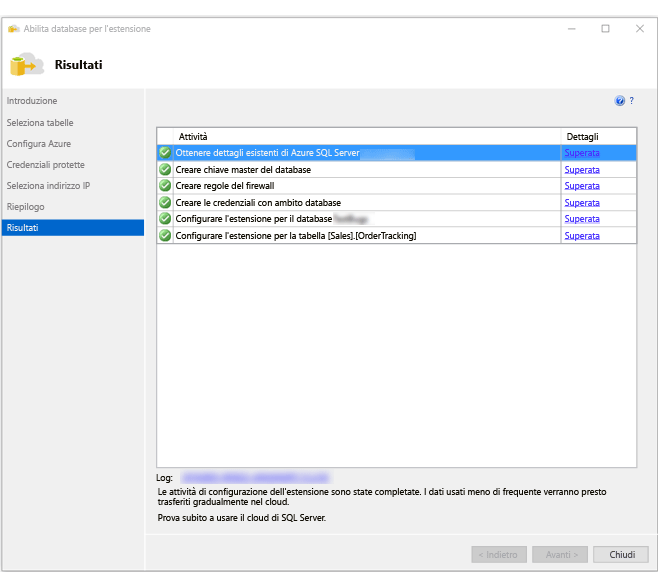 Abilita database per l'estensione
Risultati
Introduzione
Seleziona tabelle
Configura Azure
Credenziali protette
Seleziona indirizzo IP
Riepilogo
Risultati
?
Attività Dettagli
Ottenere dettagli esistenti di Azure SQL Server Superata
Creare chiave master del database Superata
Creare regole del firewall Superata
Creare le credenziali con ambito database Superata
Configurare l'estensione per il database Superata
Configurare l'estensione per la tabella [Sales].[OrderTracking] Superata
Log:
Le attività di configurazione dell'estensione sono state completate. I dati usati meno di frequente verranno presto
trasferiti gradualmente nel cloud.
Prova subito a usare il cloud di SQL Server.
< Indietro Avanti > Chiudi